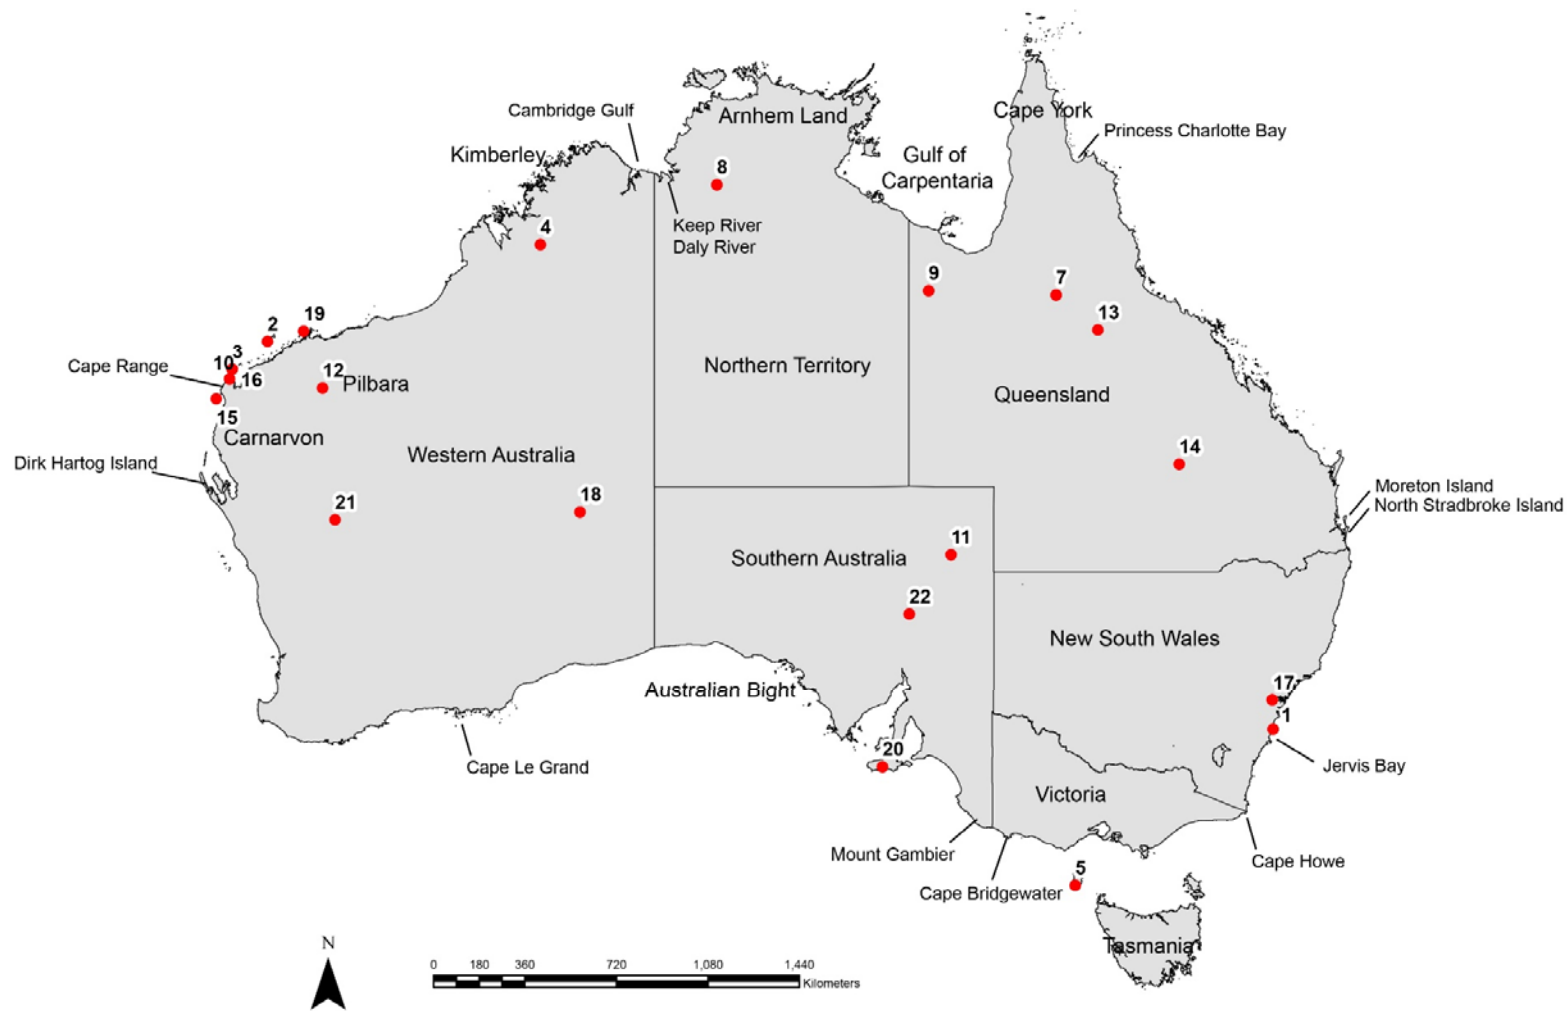 Cambridge Gulf
Arnhem Land
Cape York
Princess Charlotte Bay
Kimberley
Gulf of
Carpentaria
8
4
Keep River
Daly River
9
7
13
2
19
Cape Range
10
3
16
12
Pilbara
Northern Territory
Queensland
15
Carnarvon
Western Australia
14
Dirk Hartog Island
21
18
Moreton Island
North Stradbroke Island
11
Southern Australia
22
New South Wales
Australian Bight
17
1
20
Cape Le Grand
Jervis Bay
Victoria
Mount Gambier
Cape Howe
5
Cape Bridgewater
Tasmania
N
0 180 360 720 1,080 1,440
Kilometers